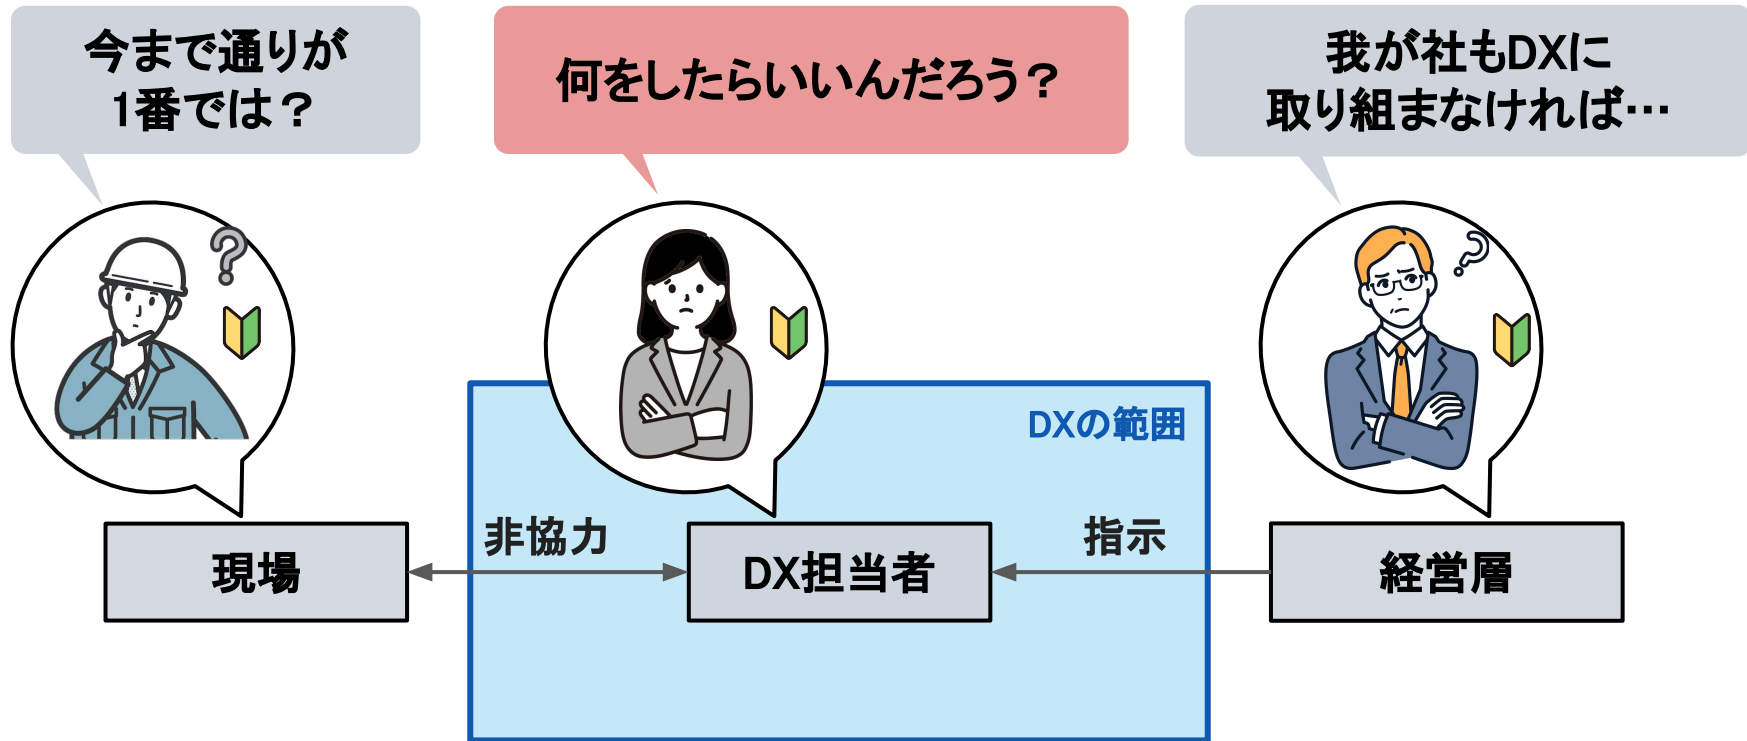 今まで通りが
1番では？
何をしたらいいんだろう？
我が社もDXに
取り組まなければ…
DXの範囲
非協力
指示
現場
DX担当者
経営層